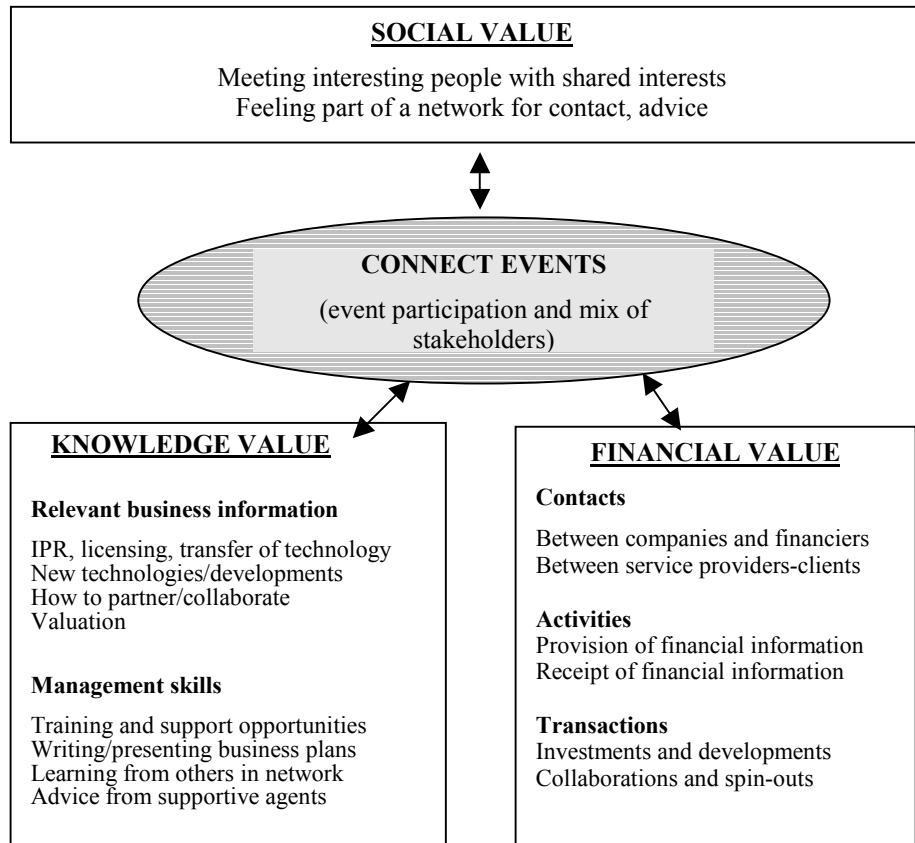 SOCIAL VALUE
Meeting interesting people with shared interests
Feeling part of a network for contact, advice
CONNECT EVENTS
(event participation and mix of
stakeholders)
KNOWLEDGE VALUE
Relevant business information
IPR, licensing, transfer of technology
New technologies/developments
How to partner/collaborate
Valuation
Management skills
Training and support opportunities
Writing/presenting business plans
Learning from others in network
Advice from supportive agents
FINANCIAL VALUE
Contacts
Between companies and financiers
Between service providers-clients
Activities
Provision of financial information
Receipt of financial information
Transactions
Investments and developments
Collaborations and spin-outs